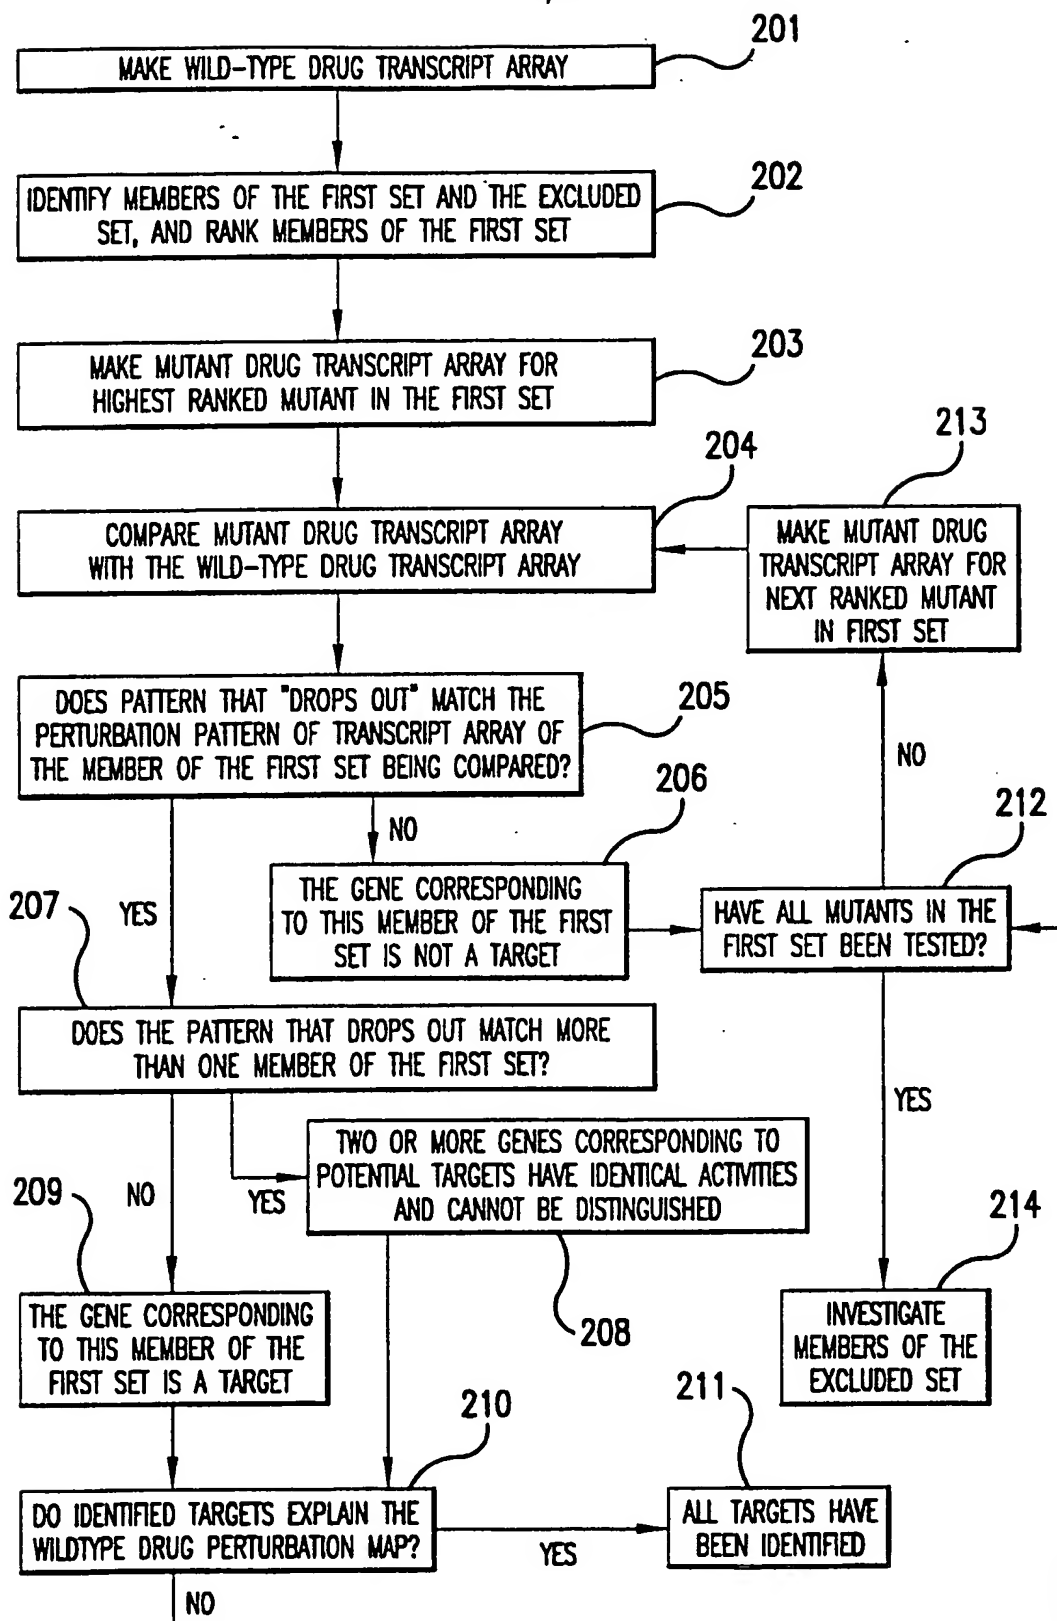 201
MAKE WILD-TYPE DRUG TRANSCRIPT ARRAY
202
IDENTIFY MEMBERS OF THE FIRST SET AND THE EXCLUDED
SET, AND RANK MEMBERS OF THE FIRST SET
203
MAKE MUTANT DRUG TRANSCRIPT ARRAY FOR
HIGHEST RANKED MUTANT IN THE FIRST SET
204
COMPARE MUTANT DRUG TRANSCRIPT ARRAY
WITH THE WILD-TYPE DRUG TRANSCRIPT ARRAY
213
MAKE MUTANT DRUG
TRANSCRIPT ARRAY FOR
NEXT RANKED MUTANT
IN FIRST SET
205
DOES PATTERN THAT "DROPS OUT" MATCH THE
PERTURBATION PATTERN OF TRANSCRIPT ARRAY OF
THE MEMBER OF THE FIRST SET BEING COMPARED?
NO
206
NO
THE GENE CORRESPONDING
TO THIS MEMBER OF THE FIRST
SET IS NOT A TARGET
212
HAVE ALL MUTANTS IN THE
FIRST SET BEEN TESTED?
207
YES
DOES THE PATTERN THAT DROPS OUT MATCH MORE
THAN ONE MEMBER OF THE FIRST SET?
YES
TWO OR MORE GENES CORRESPONDING TO
POTENTIAL TARGETS HAVE IDENTICAL ACTIVITIES
AND CANNOT BE DISTINGUISHED
YES
208
209
NO
THE GENE CORRESPONDING
TO THIS MEMBER OF THE
FIRST SET IS A TARGET
214
INVESTIGATE
MEMBERS OF THE
EXCLUDED SET
210
DO IDENTIFIED TARGETS EXPLAIN THE
WILDTYPE DRUG PERTURBATION MAP?
YES
211
ALL TARGETS HAVE
BEEN IDENTIFIED
NO